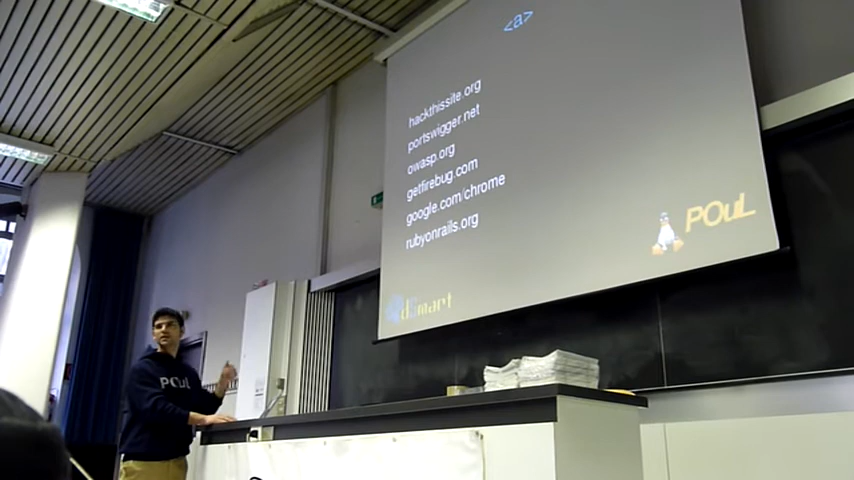 <a>
hackthissite.org
portswigger.net
owasp.org
getfirebug.com
google.com/chrome
rubyonrails.org
POuL
POuL